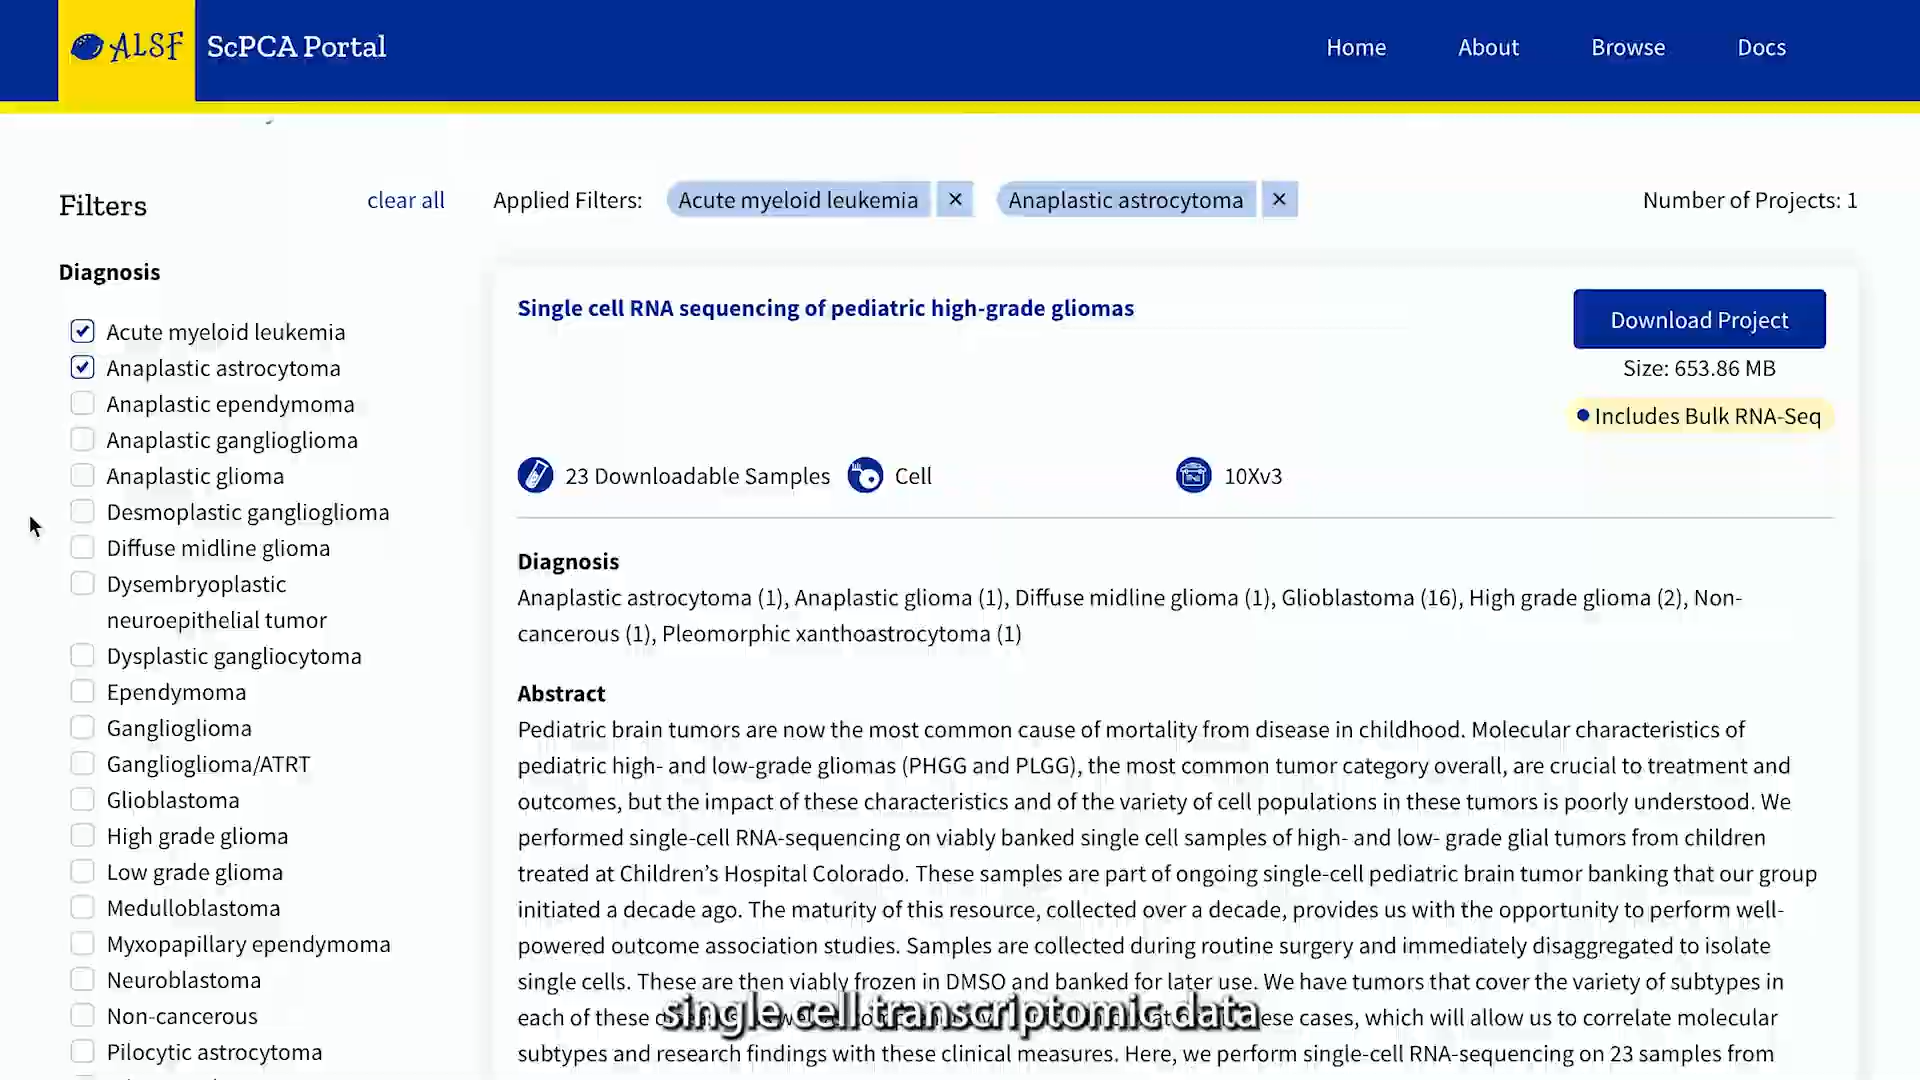 ALSF ScPCA Portal
Home About Browse Docs
Filters
clear all
Applied Filters:
Acute myeloid leukemia ×
Anaplastic astrocytoma ×
Number of Projects: 1
Diagnosis
Acute myeloid leukemia
Anaplastic astrocytoma
Anaplastic ependymoma
Anaplastic ganglioglioma
Anaplastic glioma
Desmoplastic ganglioglioma
Diffuse midline glioma
Dysembryoplastic
neuroepithelial tumor
Dysplastic gangliocytoma
Ependymoma
Ganglioglioma
Ganglioglioma/ATRT
Glioblastoma
High grade glioma
Low grade glioma
Medulloblastoma
Myxopapillary ependymoma
Neuroblastoma
Non-cancerous
Pilocytic astrocytoma
Single cell RNA sequencing of pediatric high-grade gliomas
Download Project
Size: 653.86 MB
Includes Bulk RNA-Seq
23 Downloadable Samples
Cell
10Xv3
Diagnosis
Anaplastic astrocytoma (1), Anaplastic glioma (1), Diffuse midline glioma (1), Glioblastoma (16), High grade glioma (2), Non-
cancerous (1), Pleomorphic xanthoastrocytoma (1)
Abstract
Pediatric brain tumors are now the most common cause of mortality from disease in childhood. Molecular characteristics of
pediatric high- and low-grade gliomas (PHGG and PLGG), the most common tumor category overall, are crucial to treatment and
outcomes, but the impact of these characteristics and of the variety of cell populations in these tumors is poorly understood. We
performed single-cell RNA-sequencing on viably banked single cell samples of high- and low- grade glial tumors from children
treated at Children's Hospital Colorado. These samples are part of ongoing single-cell pediatric brain tumor banking that our group
initiated a decade ago. The maturity of this resource, collected over a decade, provides us with the opportunity to perform well-
powered outcome association studies. Samples are collected during routine surgery and immediately disaggregated to isolate
single cells. These are then viably frozen in DMSO and banked for later use. We have tumors that cover the variety of subtypes in
each of these cases, which will allow us to correlate molecular
subtypes and research findings with these clinical measures. Here, we perform single-cell RNA-sequencing on 23 samples from
single cell transcriptomic data